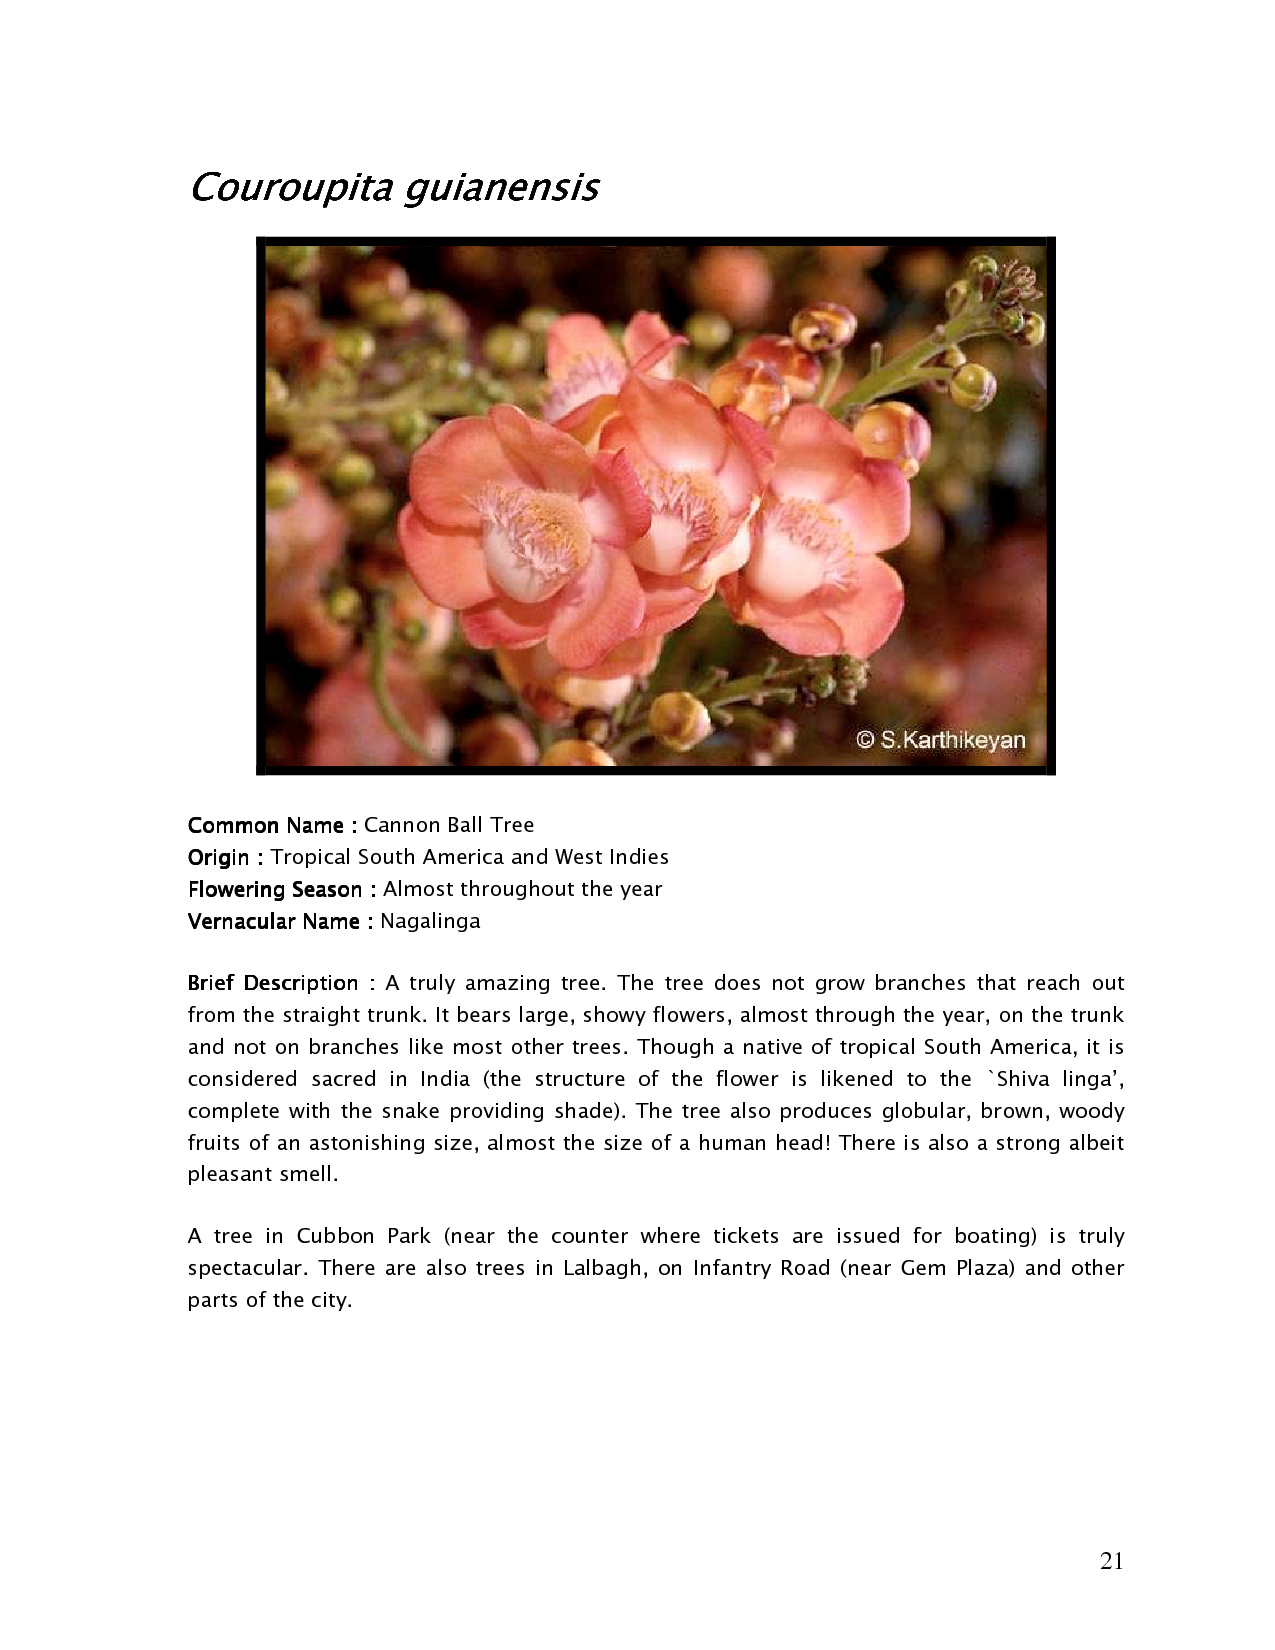 Couroupita guianensis
© S.Karthikeyan
Common Name : Cannon Ball Tree
Origin : Tropical South America and West Indies
Flowering Season : Almost throughout the year
Vernacular Name : Nagalinga
Brief Description : A truly amazing tree. The tree does not grow branches that reach out
from the straight trunk. It bears large, showy flowers, almost through the year, on the trunk
and not on branches like most other trees. Though a native of tropical South America, it is
considered sacred in India (the structure of the flower is likened to the `Shiva linga’,
complete with the snake providing shade). The tree also produces globular, brown, woody
fruits of an astonishing size, almost the size of a human head! There is also a strong albeit
pleasant smell.
A tree in Cubbon Park (near the counter where tickets are issued for boating) is truly
spectacular. There are also trees in Lalbagh, on Infantry Road (near Gem Plaza) and other
parts of the city.
21